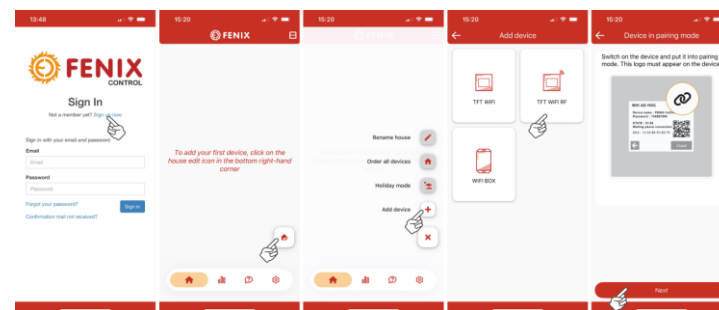 13:48
FENIX
CONTROL
Sign In
Not a member yet? Sign up now
Sign in with your email and password
Email
Email
Password
Password
Forgot your password?
Sign in
Confirmation mail not received?
15:20
FENIX
To add your first device, click on the
house edit icon in the bottom right-hand
corner
15:20
Rename house
Order all devices
Holiday mode
Add device
15:20
Add device
TFT WIFI
TFT WIFI RF
WIFI BOX
15:20
Device in pairing mode
Switch on the device and put it into pairing
mode. This logo must appear on the device
Waiting phone connection
Next